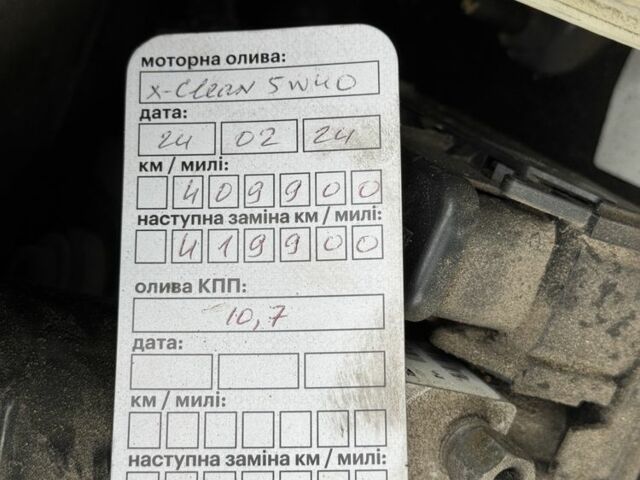 моторна олива:
X-Clean 5W40
дата:
24 02 24
км / милі:
409900
наступна заміна км / милі:
419900
олива КПП:
10,7
дата:
км / милі:
наступна заміна км / милі: